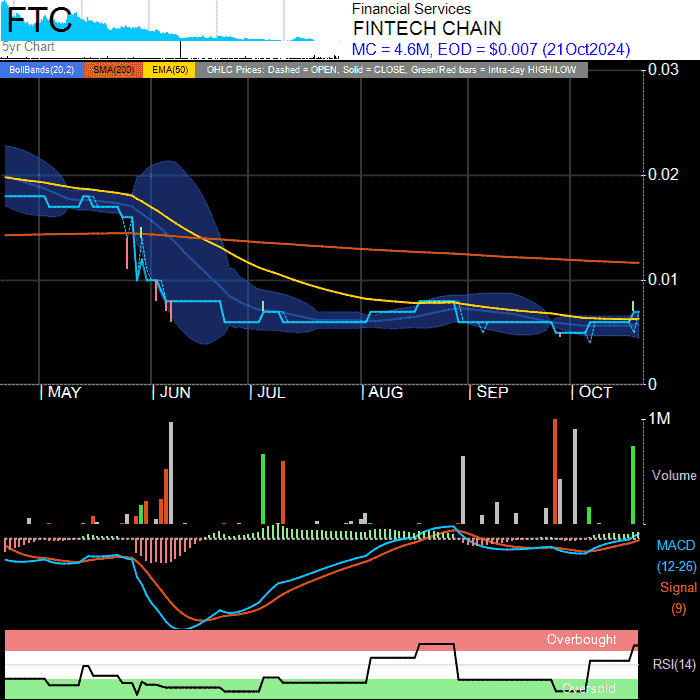 FTC
5yr Chart
Financial Services
FINTECH CHAIN
MC = 4.6M, EOD = $0.007 (21Oct2024)
BollBands(20,2) SMA(200) EMA(50) OHLC Prices: Dashed = OPEN, Solid = CLOSE, Green/Red bars = Intra-day HIGH/LOW
0.03
0.02
0.01
0
MAY JUN JUL AUG SEP OCT
1M
Volume
MACD
(12-26)
Signal
(9)
Overbought
RSI(14)
Oversold